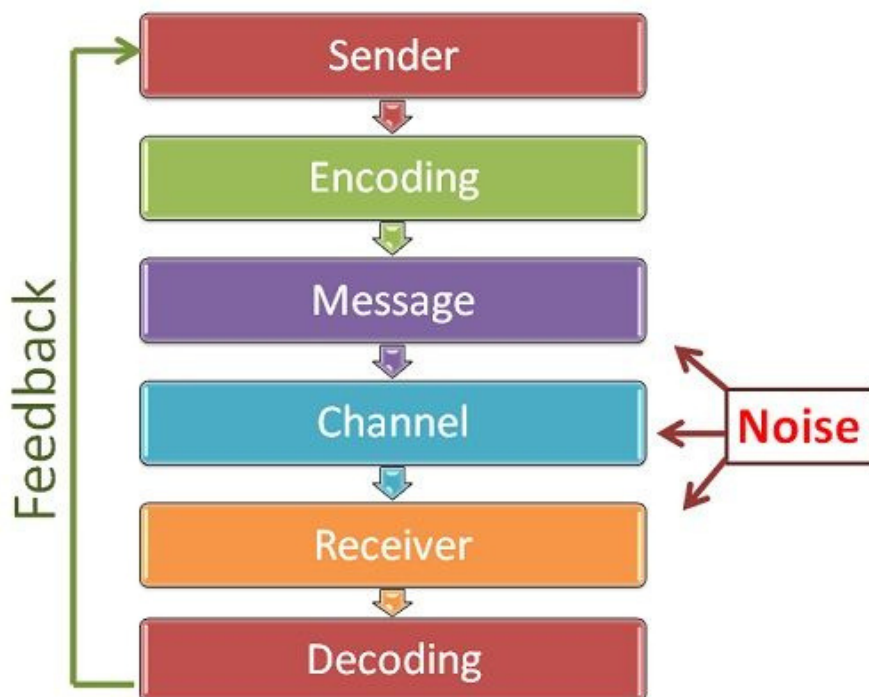 Sender
Encoding
Message
Channel
Receiver
Decoding
Feedback
Noise